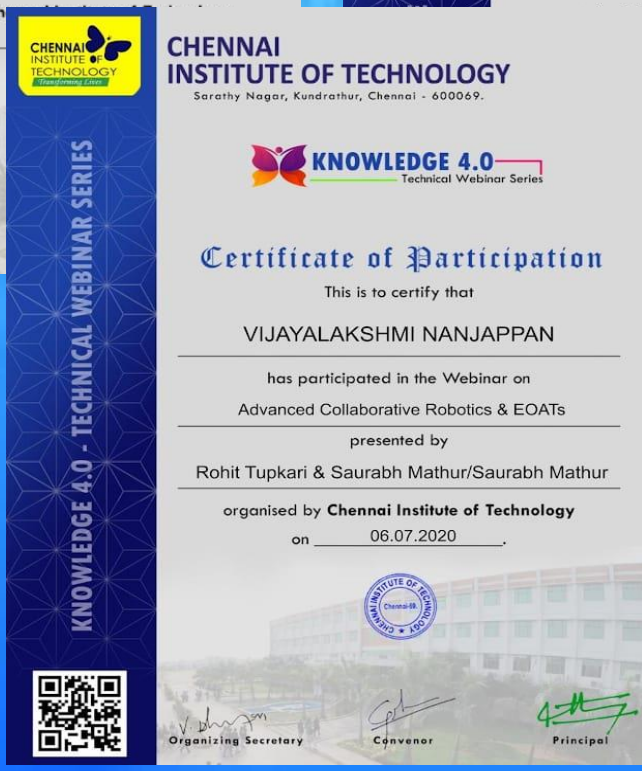 CHENNAI
INSTITUTE OF
TECHNOLOGY
Transforming Lives
CHENNAI
INSTITUTE OF TECHNOLOGY
Sarathy Nagar, Kundrathur, Chennai - 600069.
KNOWLEDGE 4.0
Technical Webinar Series
KNOWLEDGE 4.0 - TECHNICAL WEBINAR SERIES
Certificate of Participation
This is to certify that
VIJAYALAKSHMI NANJAPPAN
has participated in the Webinar on
Advanced Collaborative Robotics & EOATs
presented by
Rohit Tupkari & Saurabh Mathur/Saurabh Mathur
organised by Chennai Institute of Technology
on 06.07.2020.
CHENNAI INSTITUTE OF TECHNOLOGY
Chennai-69.
Organizing Secretary
Convenor
Principal